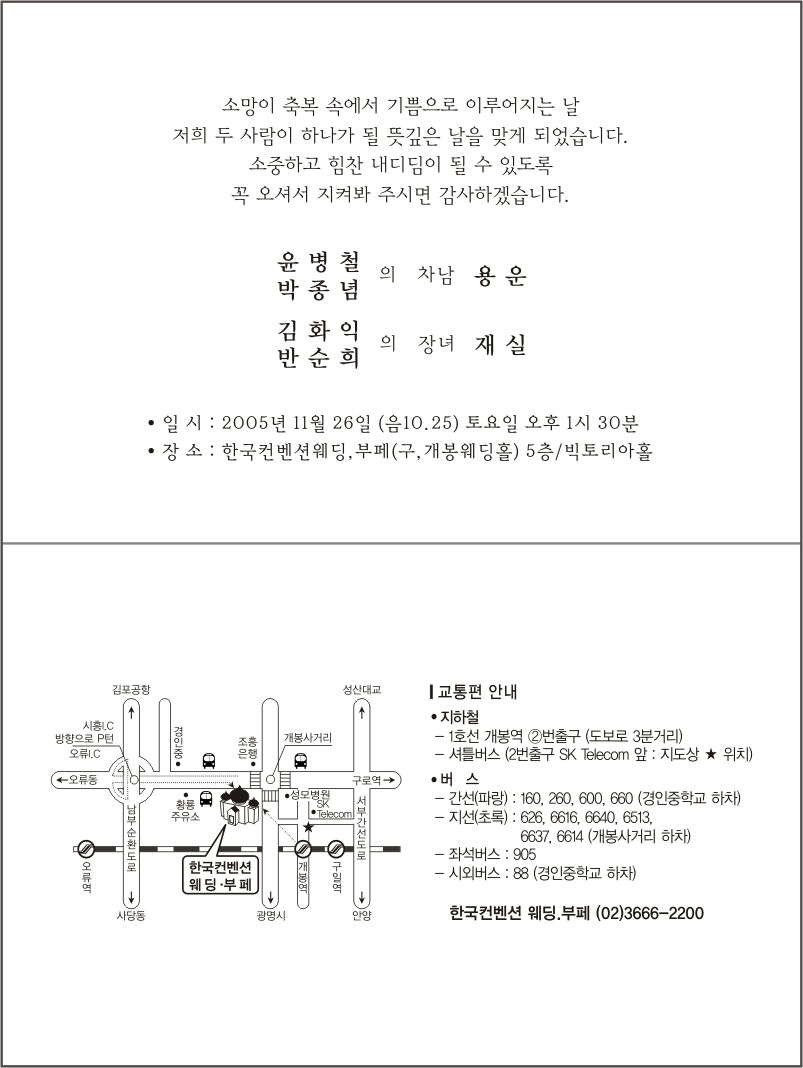 소망이 축복 속에서 기쁨으로 이루어지는 날
저희 두 사람이 하나가 될 뜻깊은 날을 맞게 되었습니다.
소중하고 힘찬 내디딤이 될 수 있도록
꼭 오셔서 지켜봐 주시면 감사하겠습니다.
윤병철
박종념 의 차남 용운
김화익
반순희 의 장녀 재실
• 일 시 : 2005년 11월 26일 (음10.25) 토요일 오후 1시 30분
• 장 소 : 한국컨벤션웨딩,부페(구,개봉웨딩홀) 5층/빅토리아홀
김포공항
성산대교
시흥I.C
방향으로 P턴
오류I.C
경인중
조흥
은행
개봉사거리
오류동
구로역
황룡
주유소
성모병원
SK
Telecom
남부순환도로
서부간선도로
오류역
한국컨벤션
웨딩·부페
개봉역
구일역
사당동
광명시
안양
교통편 안내
• 지하철
– 1호선 개봉역 ②번출구 (도보로 3분거리)
– 셔틀버스 (2번출구 SK Telecom 앞 : 지도상 ★ 위치)
• 버 스
– 간선(파랑) : 160, 260, 600, 660 (경인중학교 하차)
– 지선(초록) : 626, 6616, 6640, 6513,
6637, 6614 (개봉사거리 하차)
– 좌석버스 : 905
– 시외버스 : 88 (경인중학교 하차)
한국컨벤션 웨딩.부페 (02)3666–2200